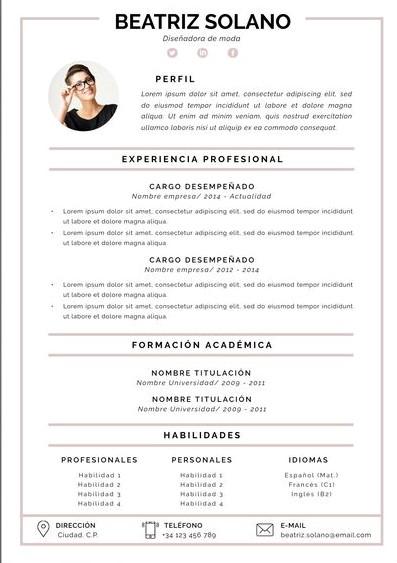 BEATRIZ SOLANO
Diseñadora de moda
PERFIL
Lorem ipsum dolor sit amet, consectetur adipiscing elit, sed
do eiusmod tempor incididunt ut labore et dolore magna
aliqua. Ut enim ad minim veniam, quis nostrud exercitation
ullamco laboris nisi ut aliquip ex ea commodo consequat.
EXPERIENCIA PROFESIONAL
CARGO DESEMPEÑADO
Nombre empresa/ 2014 - Actualidad
• Lorem ipsum dolor sit amet, consectetur adipiscing elit, sed do eiusmod tempor incididunt
ut labore et dolore magna aliqua.
• Lorem ipsum dolor sit amet, consectetur adipiscing elit, sed do eiusmod tempor incididunt
ut labore et dolore magna aliqua.
CARGO DESEMPEÑADO
Nombre empresa/ 2012 - 2014
• Lorem ipsum dolor sit amet, consectetur adipiscing elit, sed do eiusmod tempor incididunt
ut labore et dolore magna aliqua.
• Lorem ipsum dolor sit amet, consectetur adipiscing elit, sed do eiusmod tempor incididunt
ut labore et dolore magna aliqua.
FORMACIÓN ACADÉMICA
NOMBRE TITULACIÓN
Nombre Universidad/ 2009 - 2011
NOMBRE TITULACIÓN
Nombre Universidad/ 2009 - 2011
HABILIDADES
PROFESIONALES
Habilidad 1
Habilidad 2
Habilidad 3
Habilidad 4
PERSONALES
Habilidad 1
Habilidad 2
Habilidad 3
Habilidad 4
IDIOMAS
Español (Mat.)
Francés (C1)
Inglés (B2)
DIRECCIÓN
Ciudad, C.P.
TELÉFONO
+34 123 456 789
E-MAIL
beatriz.solano@email.com